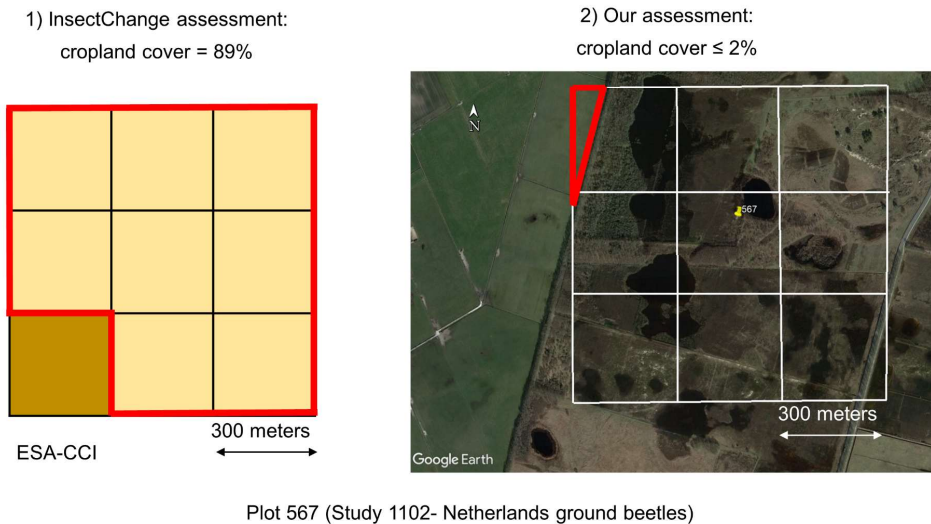 1) InsectChange assessment:
cropland cover = 89%
2) Our assessment:
cropland cover ≤ 2%
N
567
300 meters
ESA-CCI
300 meters
Google Earth
Plot 567 (Study 1102- Netherlands ground beetles)